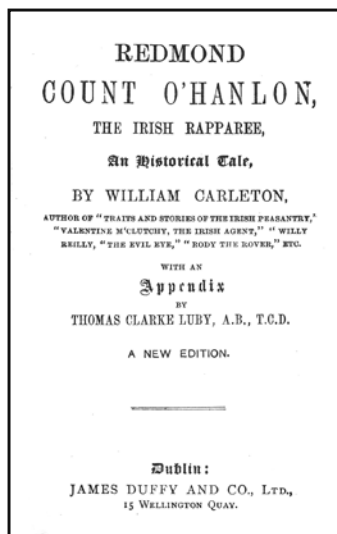 REDMOND
COUNT O'HANLON,
THE IRISH RAPPAREE,
An Historical Tale,
BY WILLIAM CARLETON,
AUTHOR OF "TRAITS AND STORIES OF THE IRISH PEASANTRY,"
"VALENTINE M'CLUTCHY, THE IRISH AGENT," "WILLY
REILLY, "THE EVIL EYE," "RODY THE ROVER," ETC.
WITH AN
Appendix
BY
THOMAS CLARKE LUBY, A.B., T.C.D.
A NEW EDITION.
Dublin:
JAMES DUFFY AND CO., LTD.,
15 WELLINGTON QUAY.